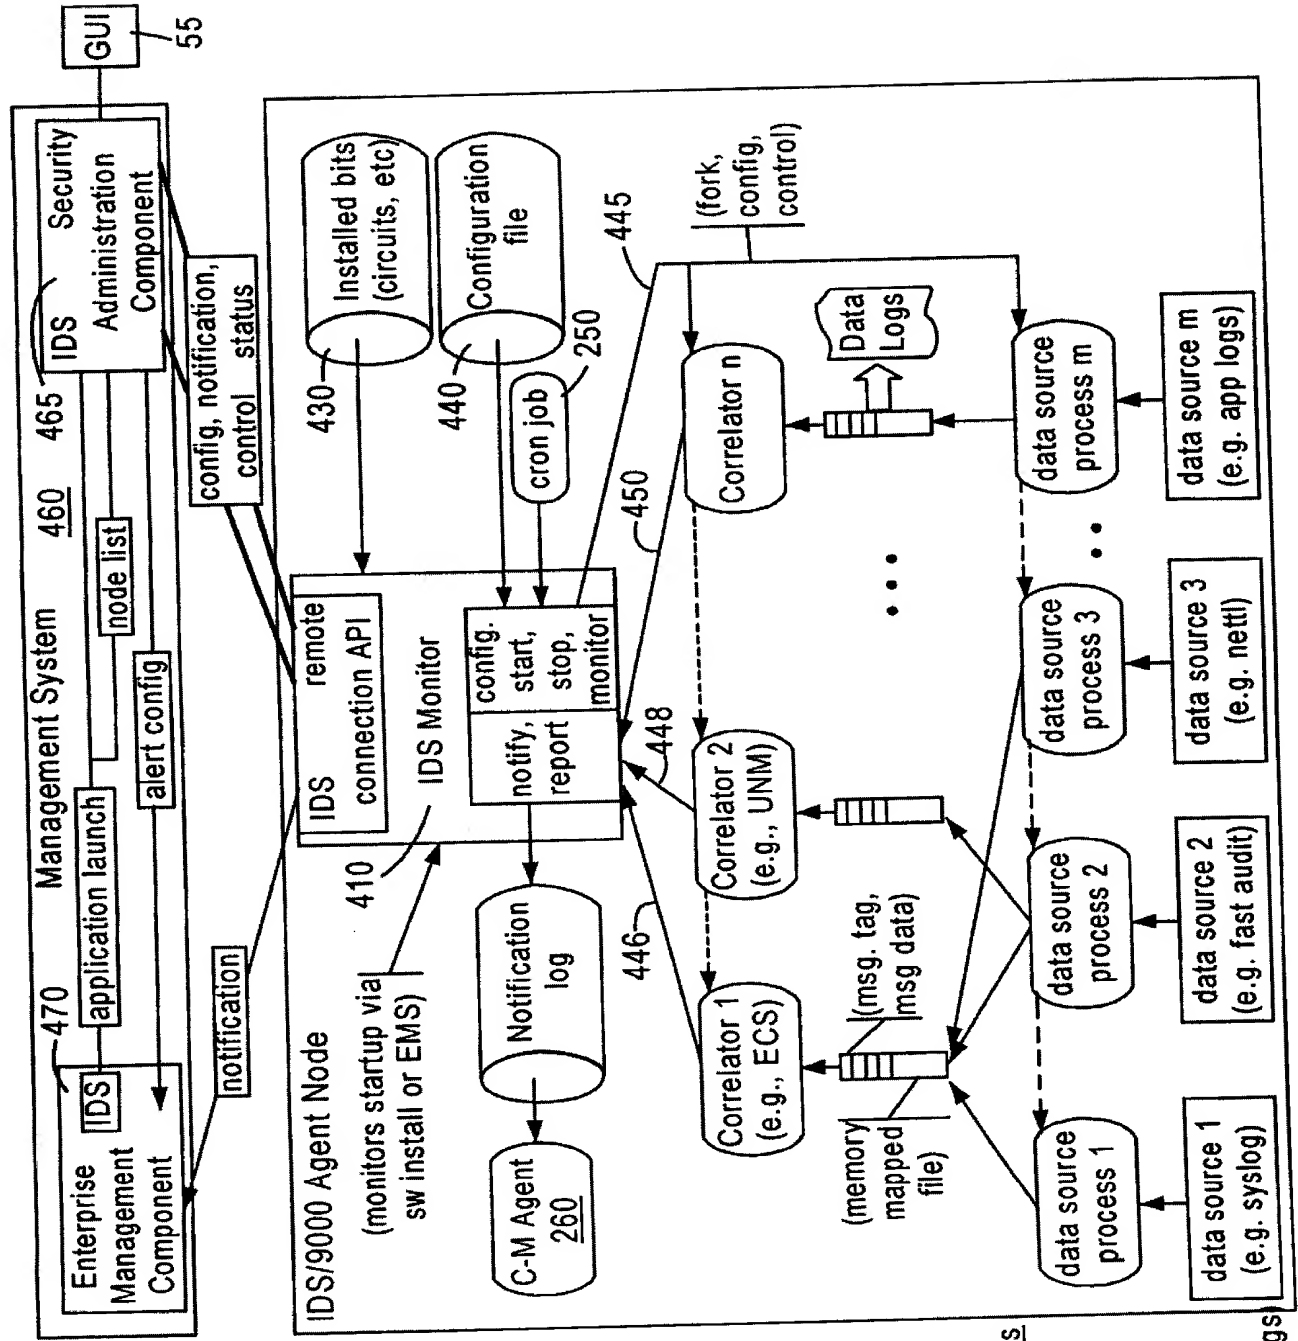 Management System 460
470
465
Enterprise
Management
Component
IDS
application launch
node list
alert config
IDS Security
Administration
Component
GUI
55
notification
config, notification,
control status
IDS/9000 Agent Node
(monitors startup via
sw install or EMS)
410
IDS remote
connection API
IDS Monitor
notify,
report
config.
start,
stop,
monitor
430
Installed bits
(circuits, etc)
440
Configuration
file
cron job
250
C-M Agent
260
Notification
log
446
448
450
445
(fork,
config,
control)
Correlator 1
(e.g., ECS)
Correlator 2
(e.g., UNM)
Correlator n
(memory
mapped
file)
(msg. tag,
msg data)
Data
Logs
data source
process 1
data source
process 2
data source
process 3
data source
process m
data source 1
(e.g. syslog)
data source 2
(e.g. fast audit)
data source 3
(e.g. nettl)
data source m
(e.g. app logs)
s
gs)